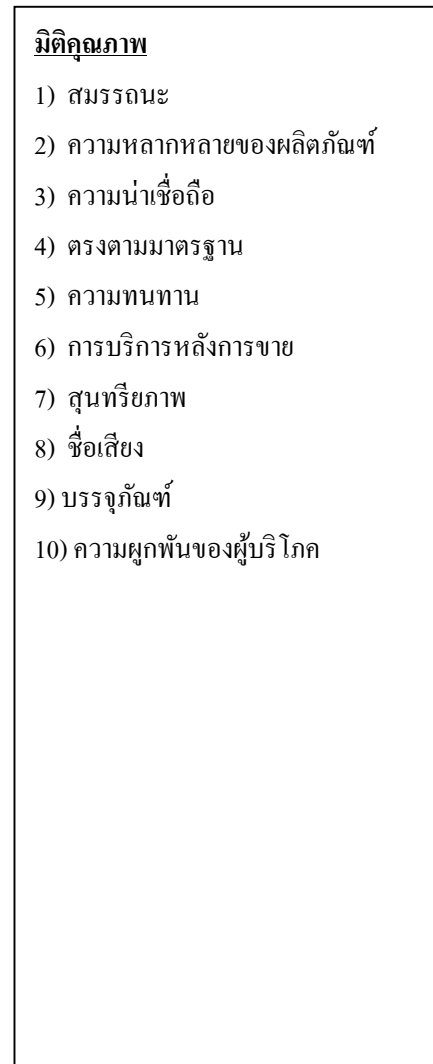 มิติคุณภาพ
1) สมรรถนะ
2) ความหลากหลายของผลิตภัณฑ์
3) ความน่าเชื่อถือ
4) ตรงตามมาตรฐาน
5) ความทนทาน
6) การบริการหลังการขาย
7) สุนทรียภาพ
8) ชื่อเสียง
9) บรรจุภัณฑ์
10) ความผูกพันของผู้บริโภค